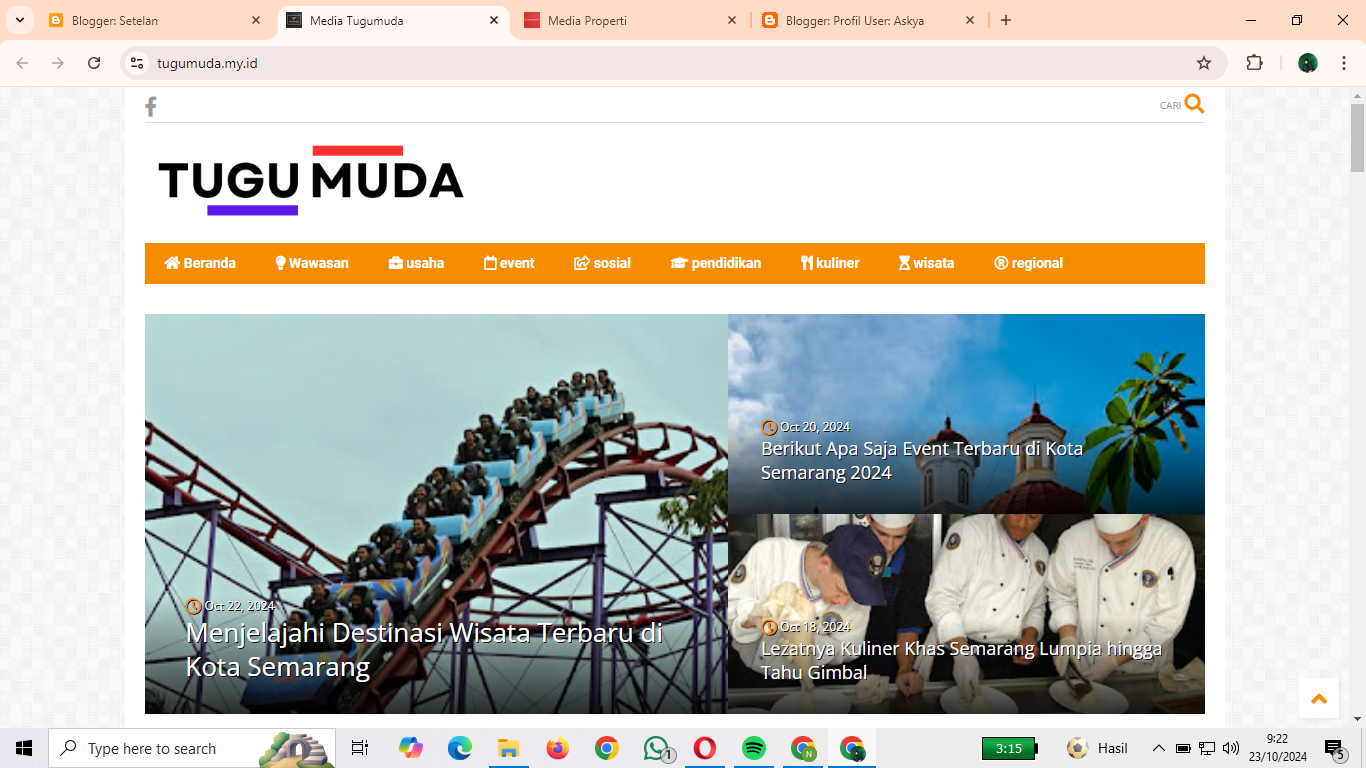 Blogger: Setelan
Media Tugumuda
Media Properti
Blogger: Profil User: Askya
tugumuda.my.id
CARI
TUGU MUDA
Beranda
Wawasan
usaha
event
sosial
pendidikan
kuliner
wisata
regional
Oct 22, 2024
Menjelajahi Destinasi Wisata Terbaru di
Kota Semarang
Oct 20, 2024
Berikut Apa Saja Event Terbaru di Kota
Semarang 2024
Oct 18, 2024
Lezatnya Kuliner Khas Semarang Lumpia hingga
Tahu Gimbal
Type here to search
1
N
3:15
Hasil
9:22
23/10/2024
5